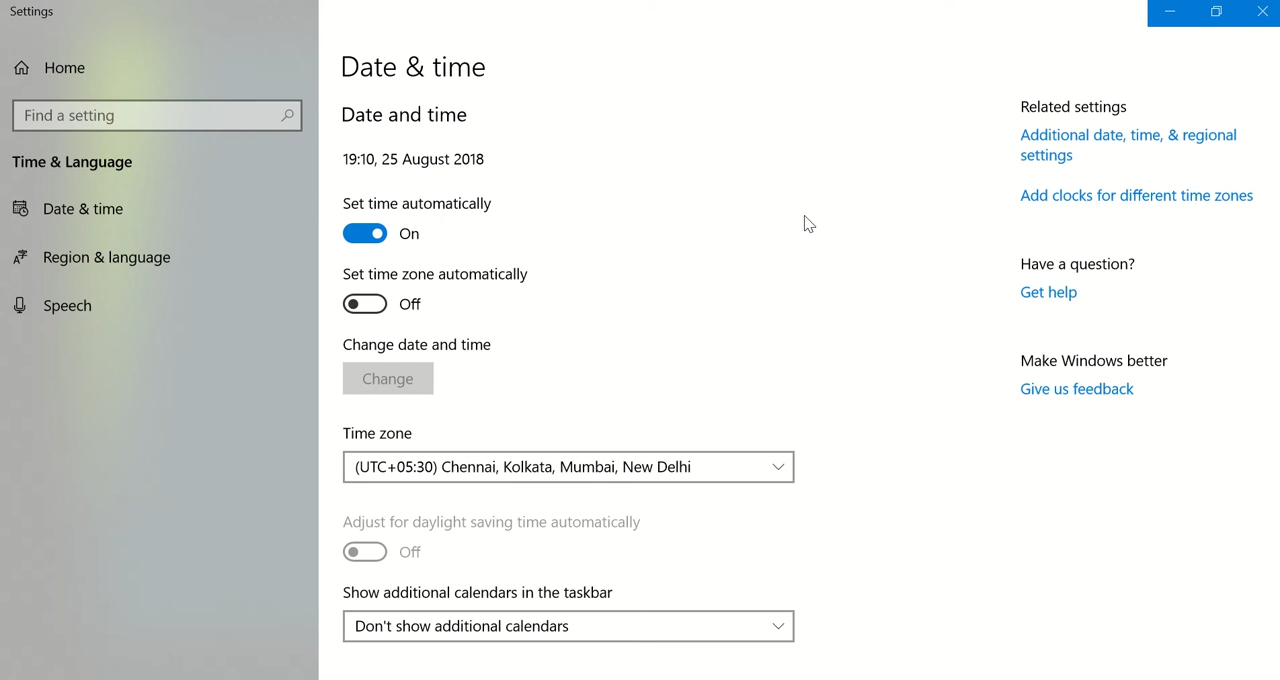 Settings
Home
Find a setting
Time & Language
Date & time
Region & language
Speech
Date & time
Date and time
19:10, 25 August 2018
Set time automatically
On
Set time zone automatically
Off
Change date and time
Change
Time zone
(UTC+05:30) Chennai, Kolkata, Mumbai, New Delhi
Adjust for daylight saving time automatically
Off
Show additional calendars in the taskbar
Don't show additional calendars
Related settings
Additional date, time, & regional
settings
Add clocks for different time zones
Have a question?
Get help
Make Windows better
Give us feedback